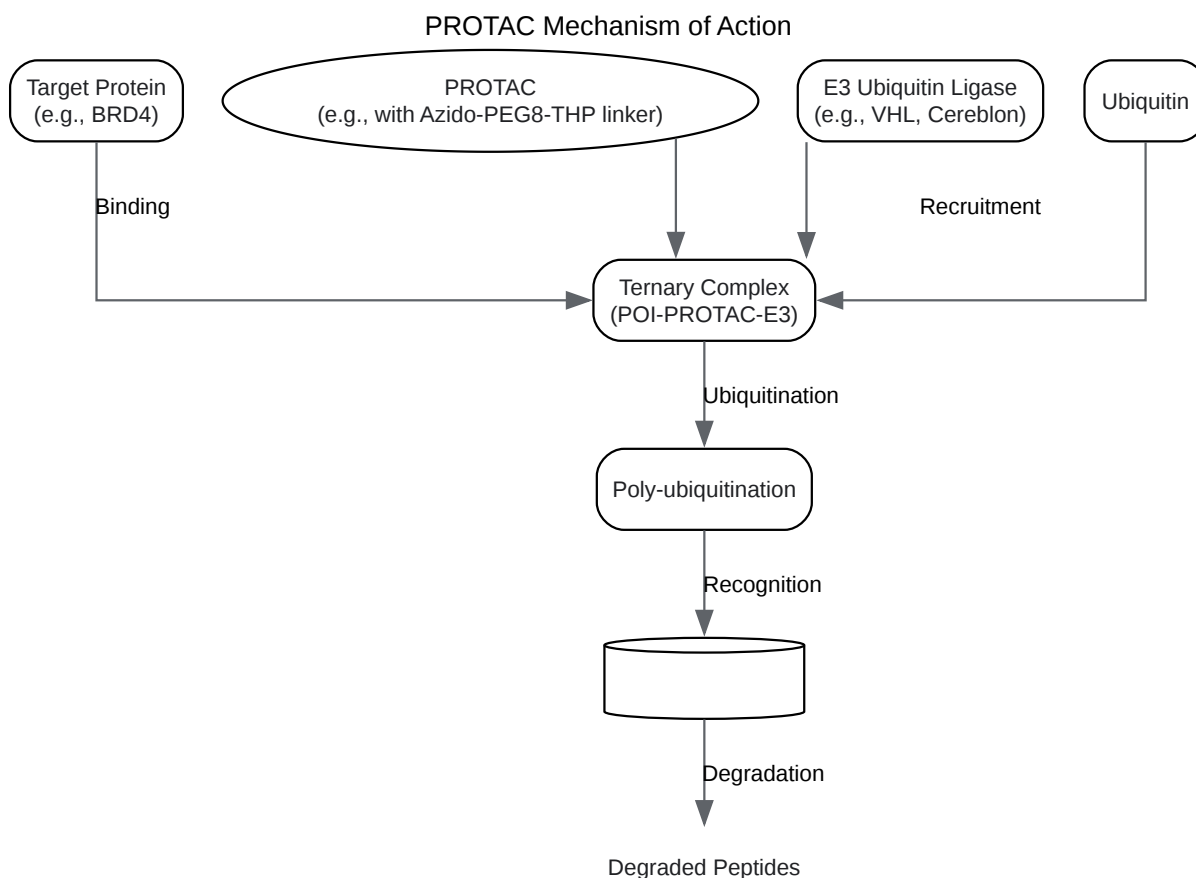 PROTAC Mechanism of Action
Target Protein
(e.g., BRD4)
PROTAC
(e.g., with Azido-PEG8-THP linker)
E3 Ubiquitin Ligase
(e.g., VHL, Cereblon)
Ubiquitin
Binding
Recruitment
Ternary Complex
(POI-PROTAC-E3)
Ubiquitination
Poly-ubiquitination
Recognition
Degradation
Degraded Peptides